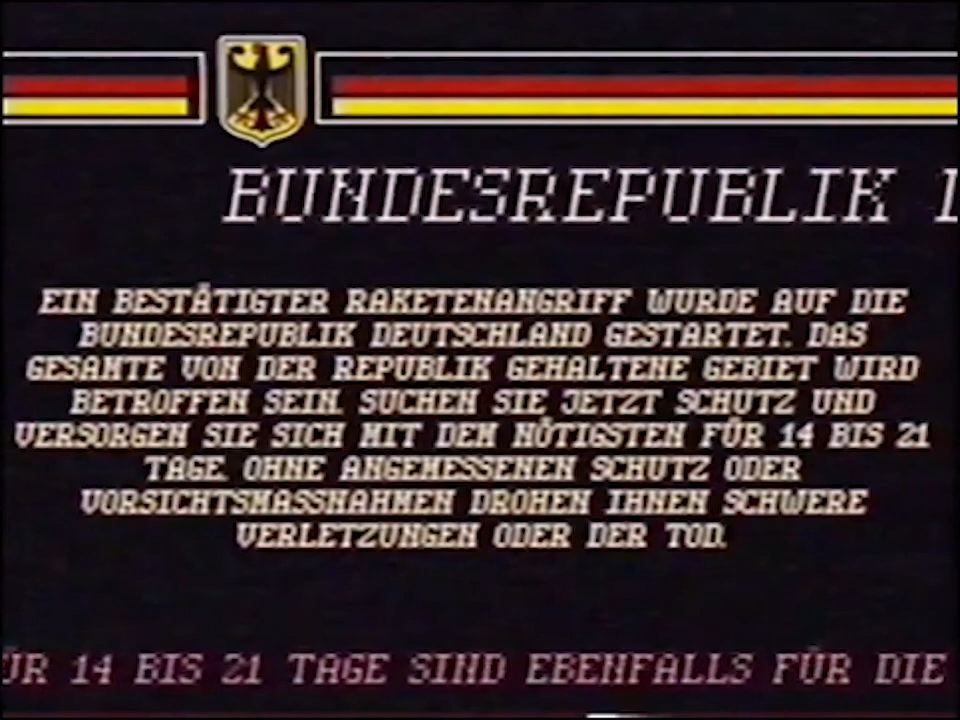 BUNDESREPUBLIK
EIN BESTÄTIGTER RAKETENANGRIFF WURDE AUF DIE
BUNDESREPUBLIK DEUTSCHLAND GESTARTET. DAS
GESAMTE VON DER REPUBLIK GEHALTENE GEBIET WIRD
BETROFFEN SEIN. SUCHEN SIE JETZT SCHUTZ UND
VERSORGEN SIE SICH MIT DEM NÖTIGSTEN FÜR 14 BIS 21
TAGE. OHNE ANGEMESSENEN SCHUTZ ODER
VORSICHTSMASSNAHMEN DROHEN IHNEN SCHWERE
VERLETZUNGEN ODER DER TOD.
ÜR 14 BIS 21 TAGE SIND EBENFALLS FÜR DIE